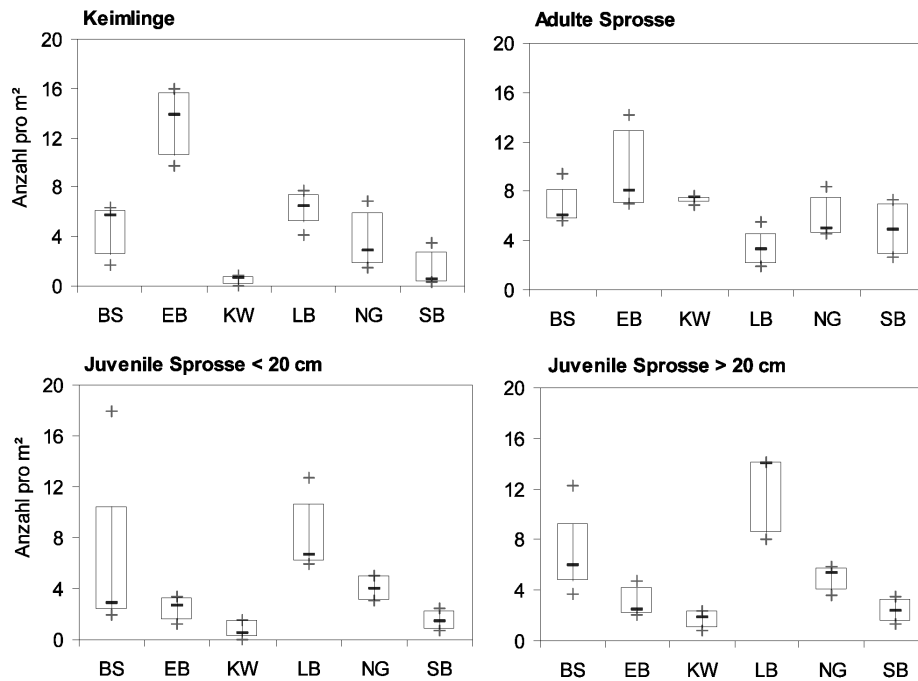 Keimlinge
Anzahl pro m²
20
16
12
8
4
0
BS EB KW LB NG SB
Adulte Sprosse
20
16
12
8
4
0
BS EB KW LB NG SB
Juvenile Sprosse < 20 cm
Anzahl pro m²
20
16
12
8
4
0
BS EB KW LB NG SB
Juvenile Sprosse > 20 cm
20
16
12
8
4
0
BS EB KW LB NG SB